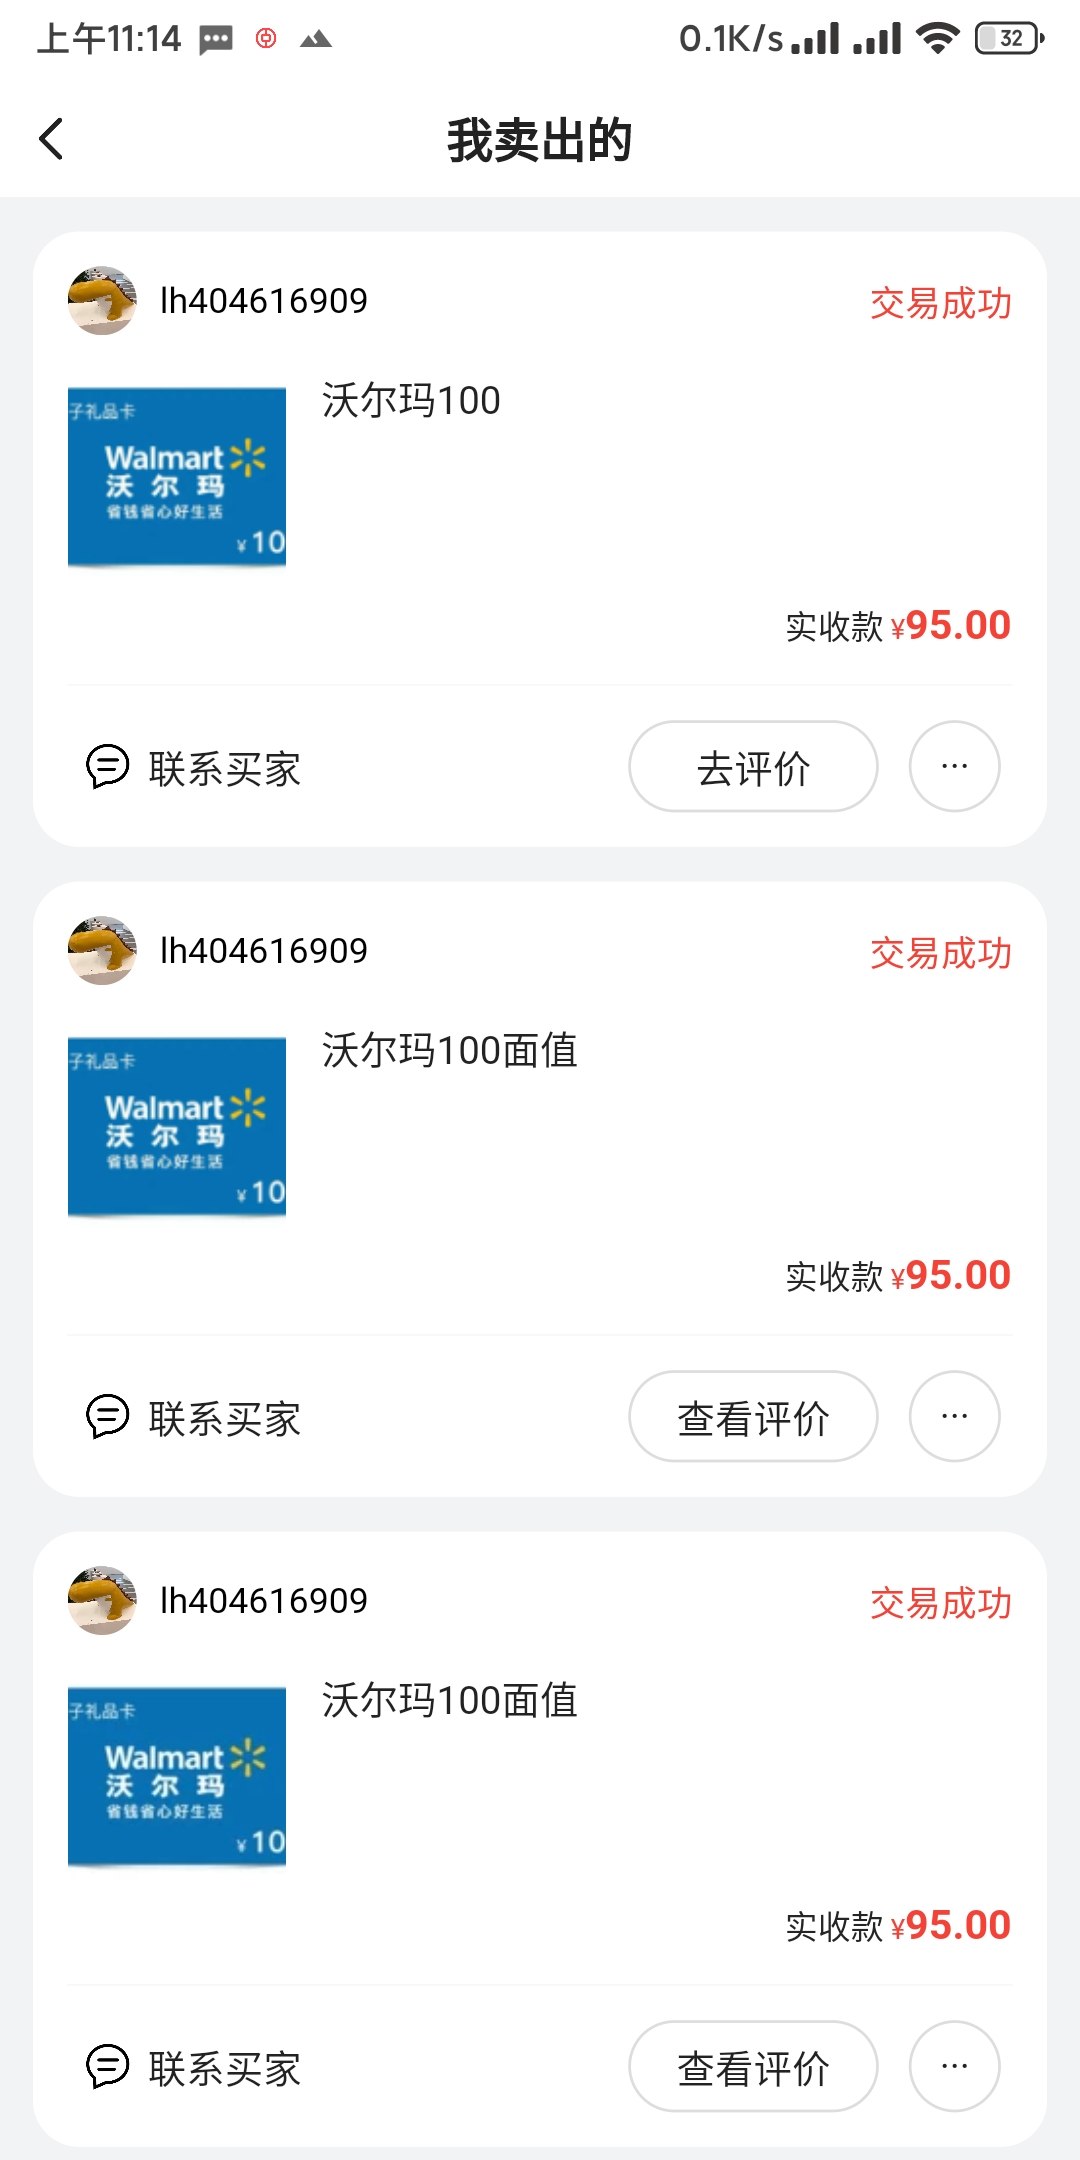 上午11:14
0.1K/s
32
我卖出的
lh404616909
交易成功
沃尔玛100
子礼品卡
Walmart
沃尔玛
省钱省心好生活
¥10
实收款 ¥95.00
联系买家
去评价
···
lh404616909
交易成功
沃尔玛100面值
子礼品卡
Walmart
沃尔玛
省钱省心好生活
¥10
实收款 ¥95.00
联系买家
查看评价
···
lh404616909
交易成功
沃尔玛100面值
子礼品卡
Walmart
沃尔玛
省钱省心好生活
¥10
实收款 ¥95.00
联系买家
查看评价
···